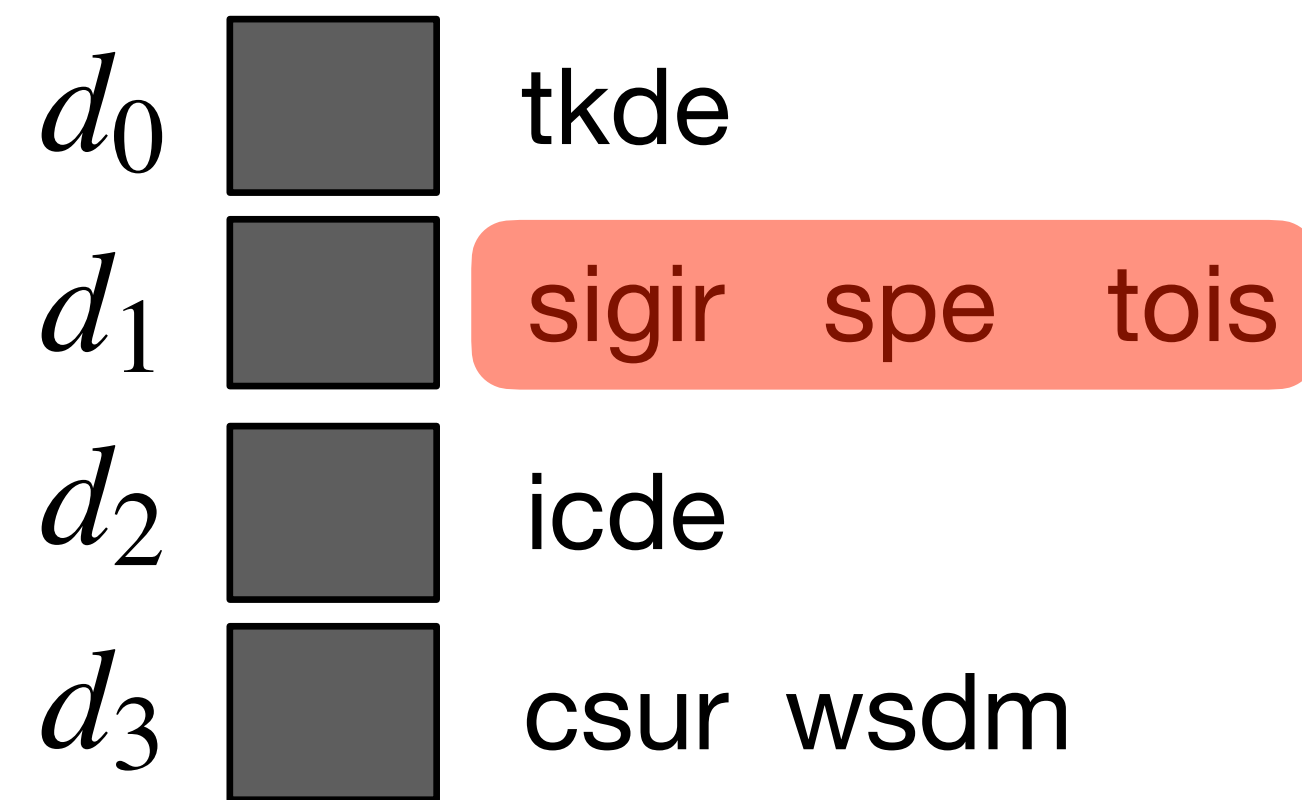 d0 tkde
d1 sigir spe tois
d2 icde
d3 csur wsdm